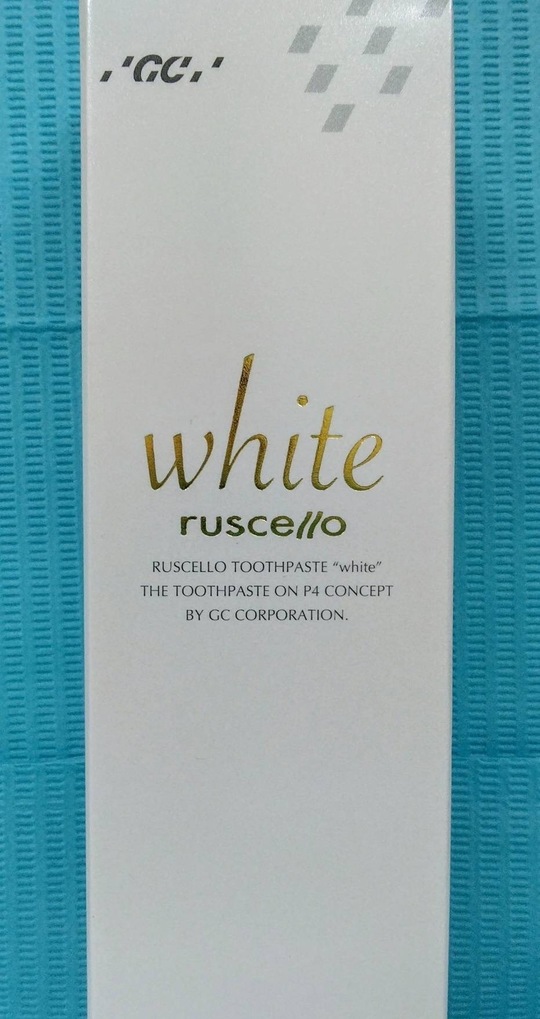 GC
white
ruscello
RUSCELLO TOOTHPASTE “white”
THE TOOTHPASTE ON P4 CONCEPT
BY GC CORPORATION.